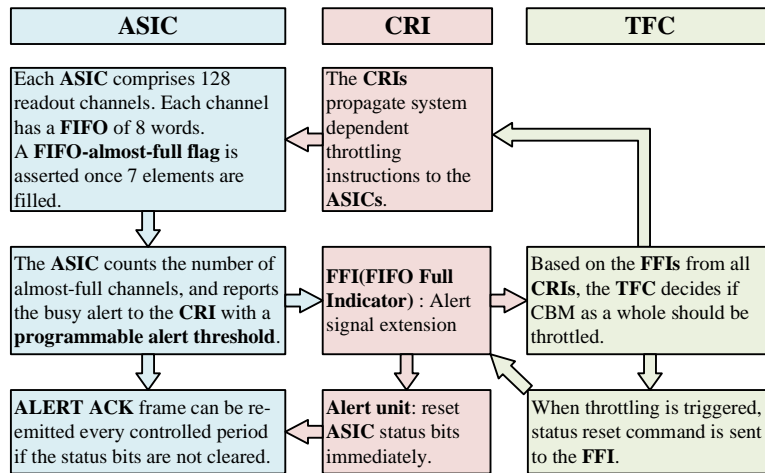 ASIC
CRI
TFC
Each ASIC comprises 128
readout channels. Each channel
has a FIFO of 8 words.
A FIFO-almost-full flag is
asserted once 7 elements are
filled.
The CRIs
propagate system
dependent
throttling
instructions to the
ASICs.
The ASIC counts the number of
almost-full channels, and reports
the busy alert to the CRI with a
programmable alert threshold.
FFI(FIFO Full
Indicator) : Alert
signal extension
Based on the FFIs from all
CRIs, the TFC decides if
CBM as a whole should be
throttled.
ALERT ACK frame can be re-
emitted every controlled period
if the status bits are not cleared.
Alert unit: reset
ASIC status bits
immediately.
When throttling is triggered,
status reset command is sent
to the FFI.